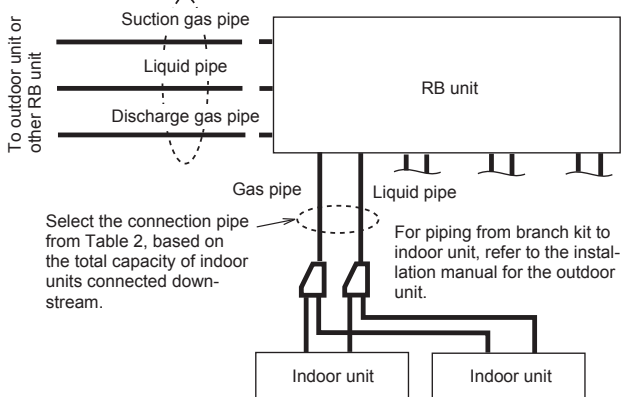 Suction gas pipe
Liquid pipe
Discharge gas pipe
To outdoor unit or
other RB unit
RB unit
Gas pipe
Liquid pipe
Select the connection pipe
from Table 2, based on
the total capacity of indoor
units connected down-
stream.
For piping from branch kit to
indoor unit, refer to the instal-
lation manual for the outdoor
unit.
Indoor unit
Indoor unit